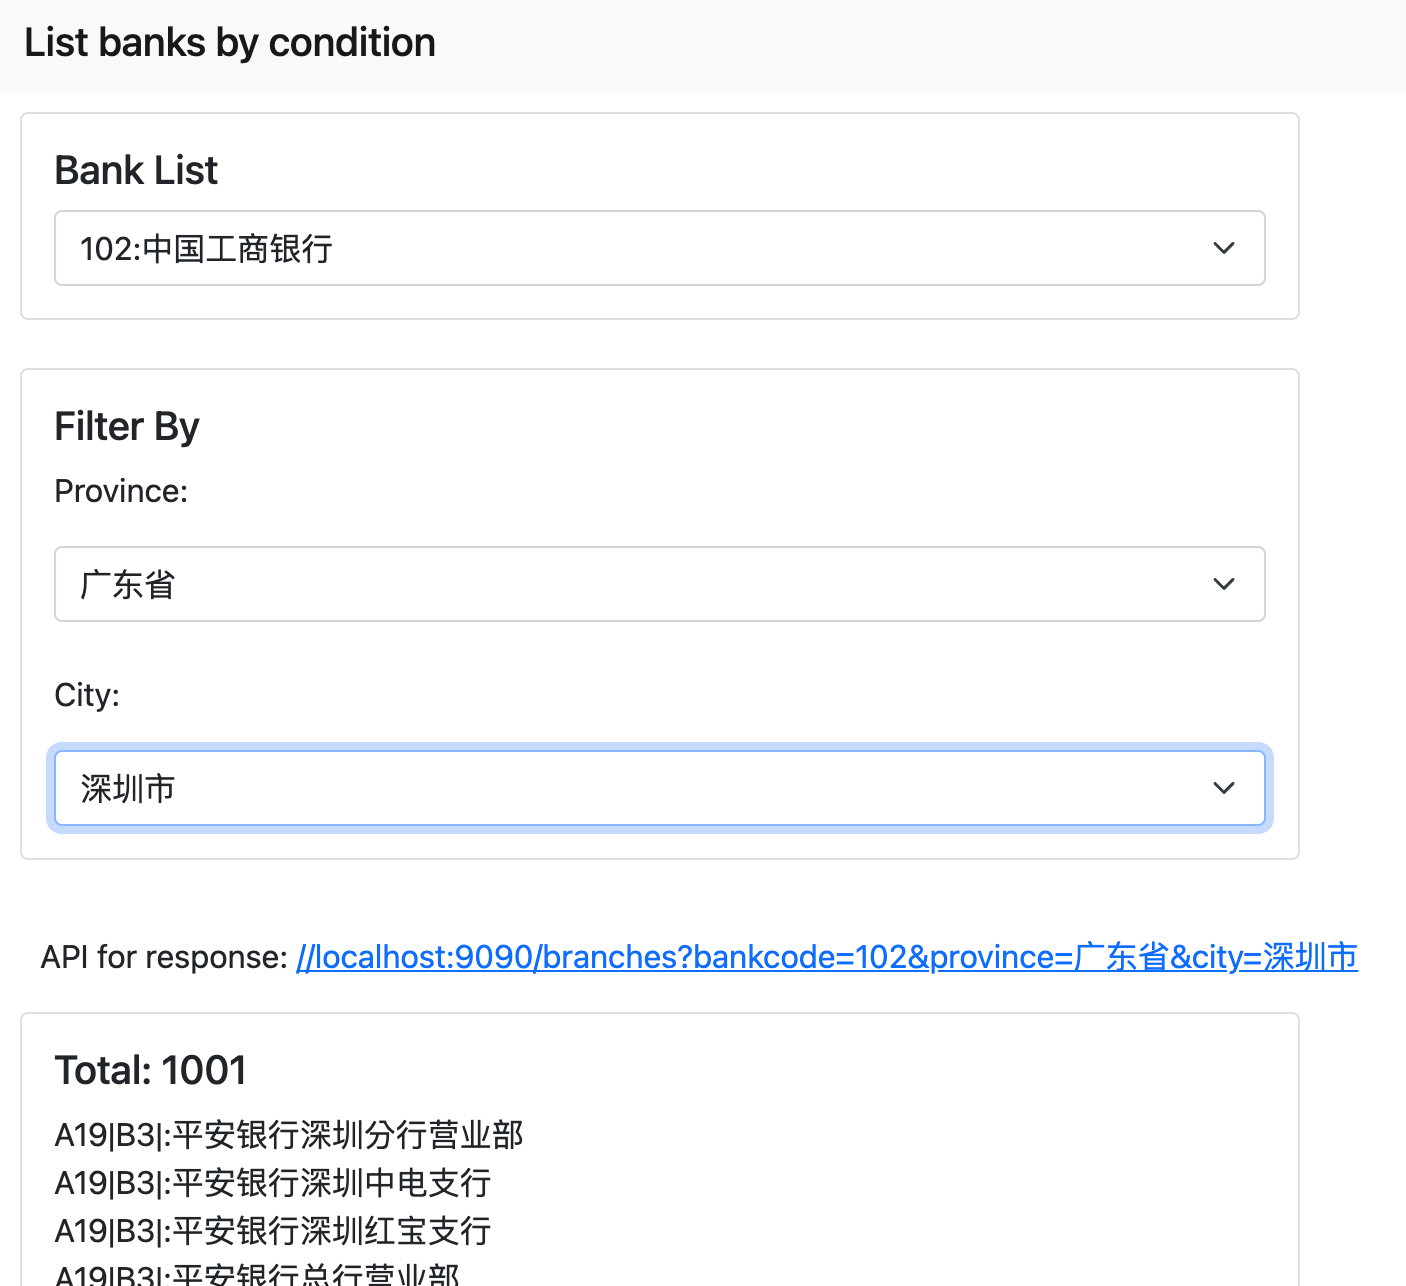 List banks by condition
Bank List
102:中国工商银行
Filter By
Province:
广东省
City:
深圳市
API for response: //localhost:9090/branches?bankcode=102&province=广东省&city=深圳市
Total: 1001
A19|B3|:平安银行深圳分行营业部
A19|B3|:平安银行深圳中电支行
A19|B3|:平安银行深圳红宝支行
A19|B3|:平安银行总行营业部